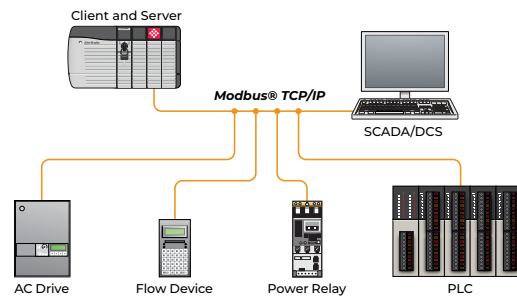 Client and Server
Modbus® TCP/IP
SCADA/DCS
AC Drive
Flow Device
Power Relay
PLC